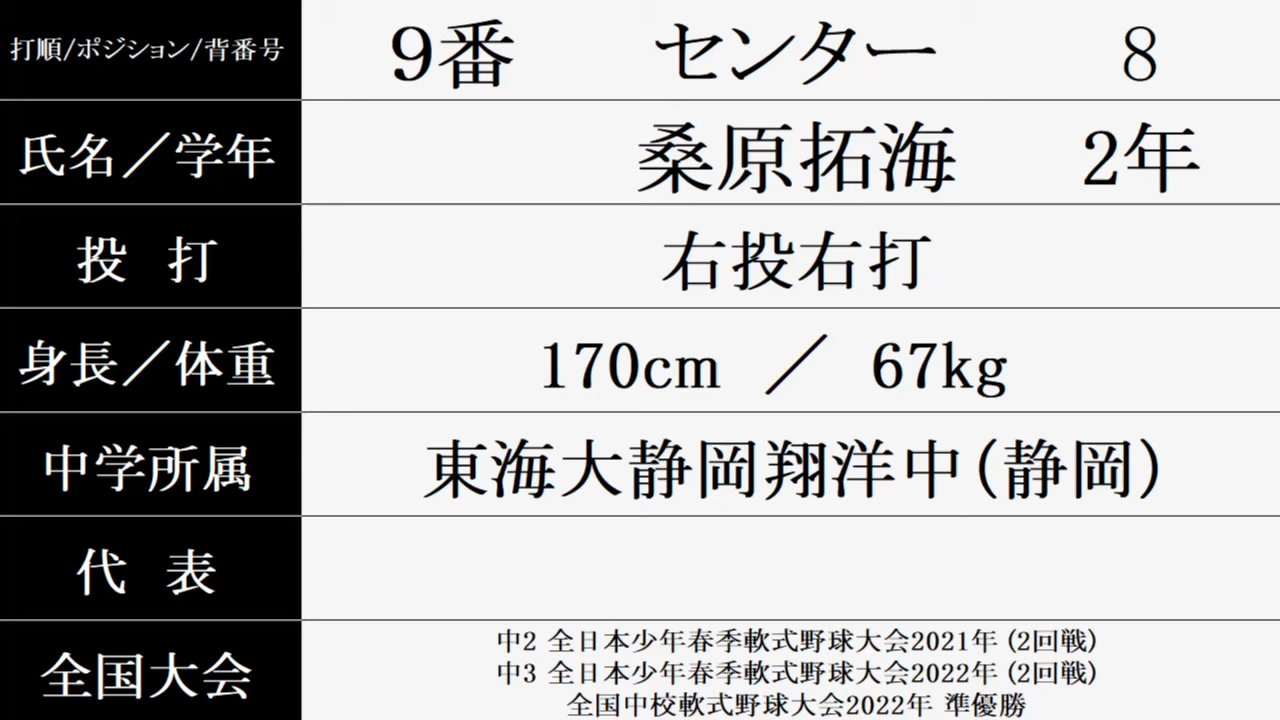 打順/ポジション/背番号 9番 センター 8
氏名／学年 桑原拓海 2年
投 打 右投右打
身長／体重 170cm ／ 67kg
中学所属 東海大静岡翔洋中(静岡)
代 表
全国大会
中2 全日本少年春季軟式野球大会2021年 (2回戦)
中3 全日本少年春季軟式野球大会2022年 (2回戦)
全国中校軟式野球大会2022年 準優勝